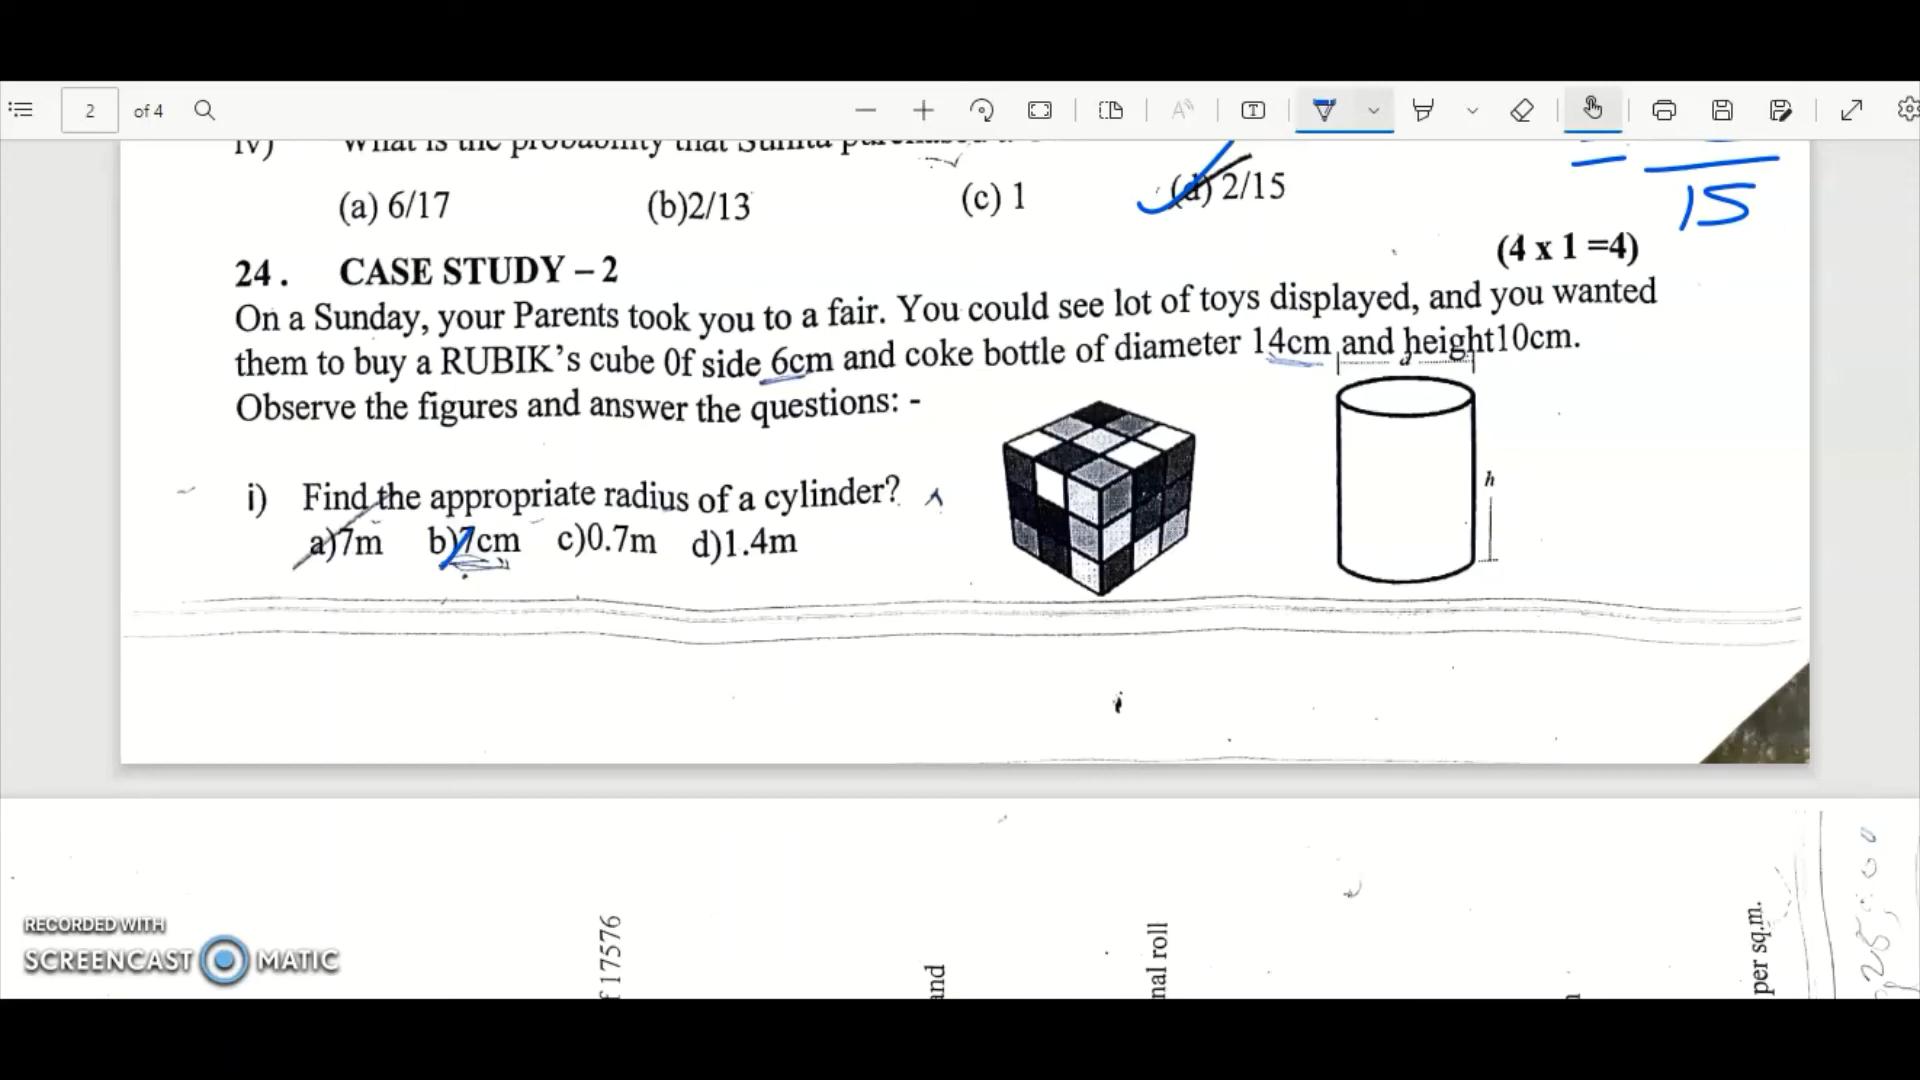 2 of 4
iv)
(a) 6/17 (b)2/13 (c) 1 (d) 2/15
15
(4 x 1 =4)
24. CASE STUDY – 2
On a Sunday, your Parents took you to a fair. You could see lot of toys displayed, and you wanted
them to buy a RUBIK's cube 0f side 6cm and coke bottle of diameter 14cm and height10cm.
Observe the figures and answer the questions: -
d
h
i) Find the appropriate radius of a cylinder?
a)7m b)7cm c)0.7m d)1.4m
RECORDED WITH
SCREENCAST MATIC
f 17576
and
nal roll
per sq.m.